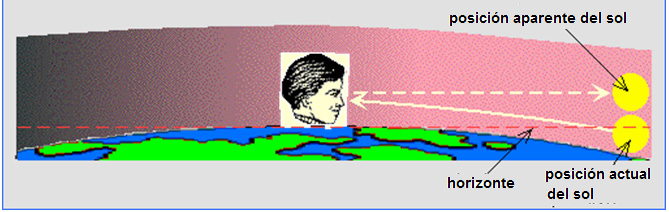 posición aparente del sol
horizonte
posición actual
del sol